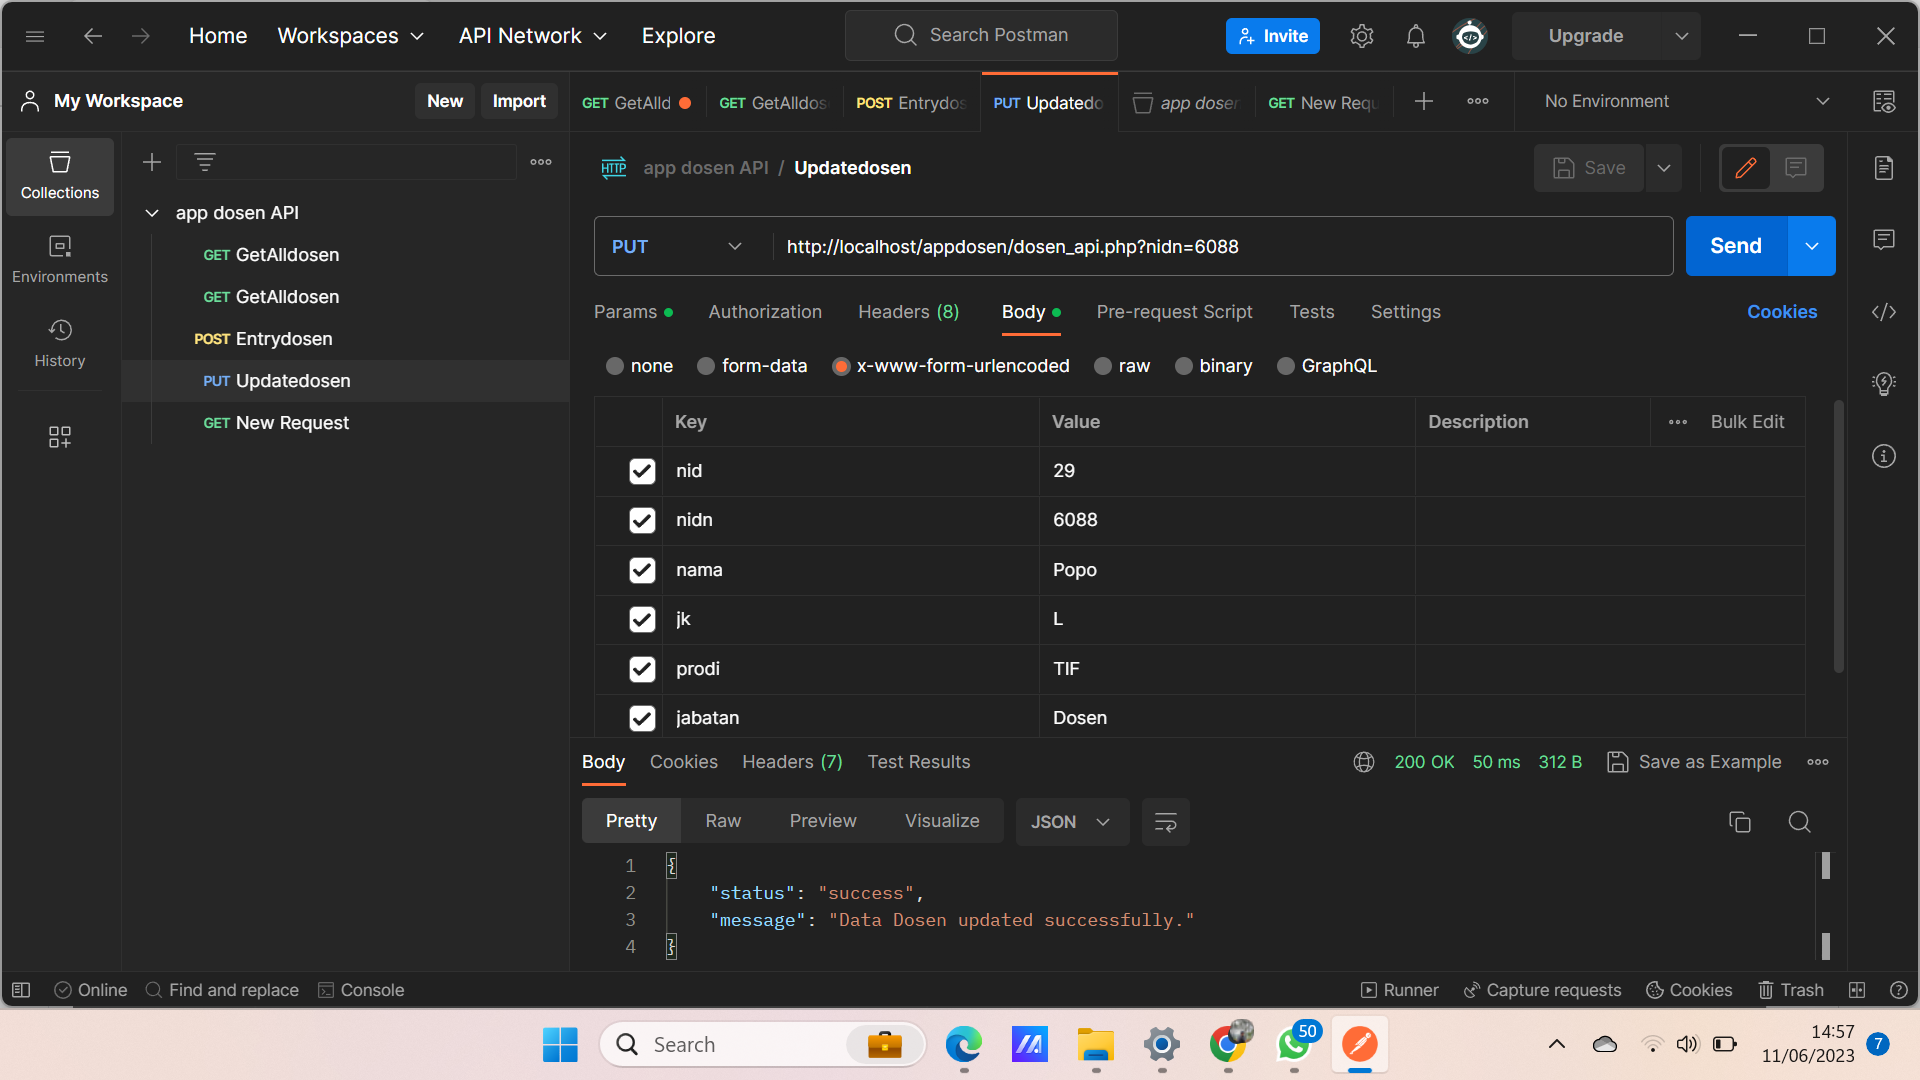 Home Workspaces API Network Explore Search Postman Invite Upgrade
My Workspace New Import
GET GetAlld GET GetAlldos POST Entrydos PUT Updatedo app doser GET New Requ No Environment
Collections
Environments
History
app dosen API
GET GetAlldosen
GET GetAlldosen
POST Entrydosen
PUT Updatedosen
GET New Request
HTTP app dosen API / Updatedosen Save
PUT http://localhost/appdosen/dosen_api.php?nidn=6088 Send
Params Authorization Headers (8) Body Pre-request Script Tests Settings Cookies
none form-data x-www-form-urlencoded raw binary GraphQL
Key Value Description Bulk Edit
nid 29
nidn 6088
nama Popo
jk L
prodi TIF
jabatan Dosen
Body Cookies Headers (7) Test Results 200 OK 50 ms 312 B Save as Example
Pretty Raw Preview Visualize JSON
1 {
2 "status": "success",
3 "message": "Data Dosen updated successfully."
4 }
Online Find and replace Console Runner Capture requests Cookies Trash
Search 50 14:57
11/06/2023 7